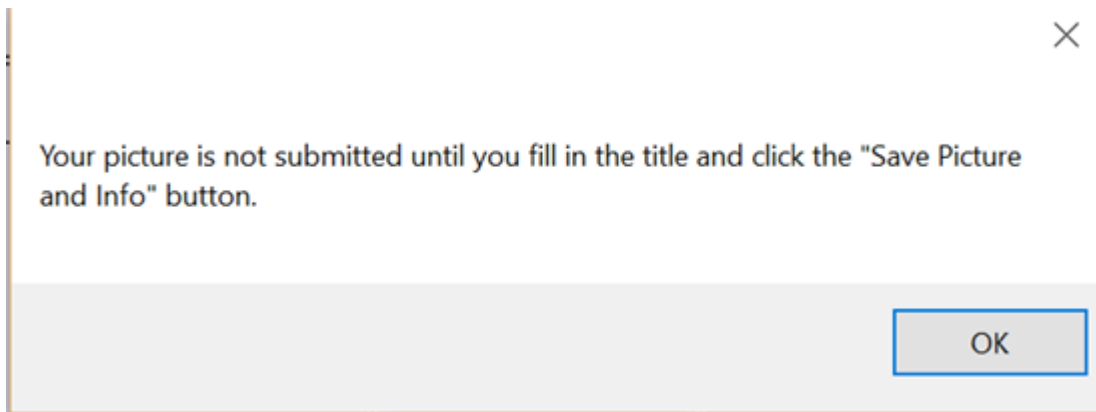 Your picture is not submitted until you fill in the title and click the "Save Picture
and Info" button.
OK